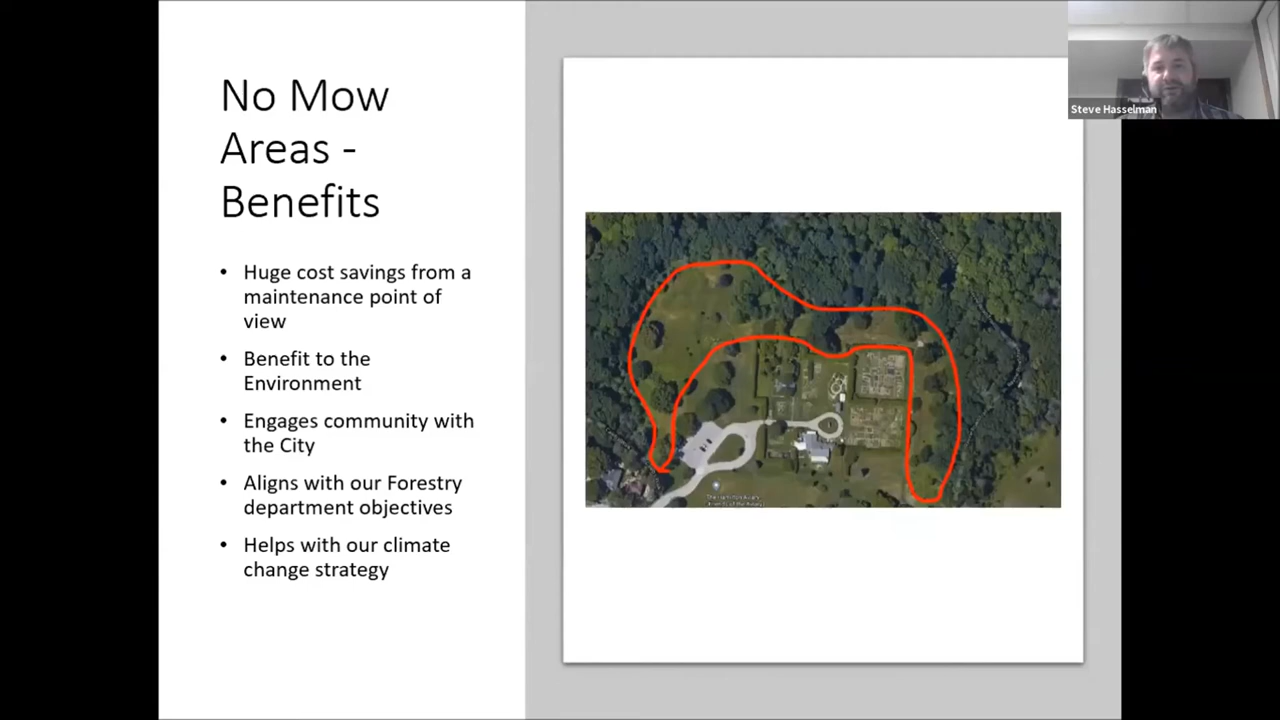 No Mow
Areas -
Benefits
• Huge cost savings from a
maintenance point of
view
• Benefit to the
Environment
• Engages community with
the City
• Aligns with our Forestry
department objectives
• Helps with our climate
change strategy
Steve Hasselman